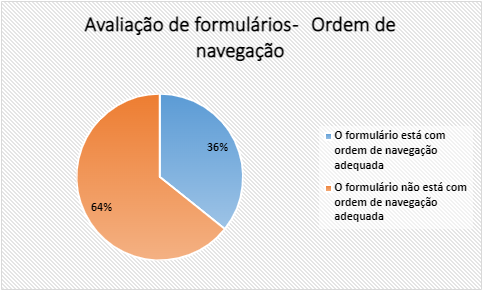 Avaliação de formulários-  Ordem de
navegação
36%
64%
O formulário está com
ordem de navegação
adequada
O formulário não está com
ordem de navegação
adequada